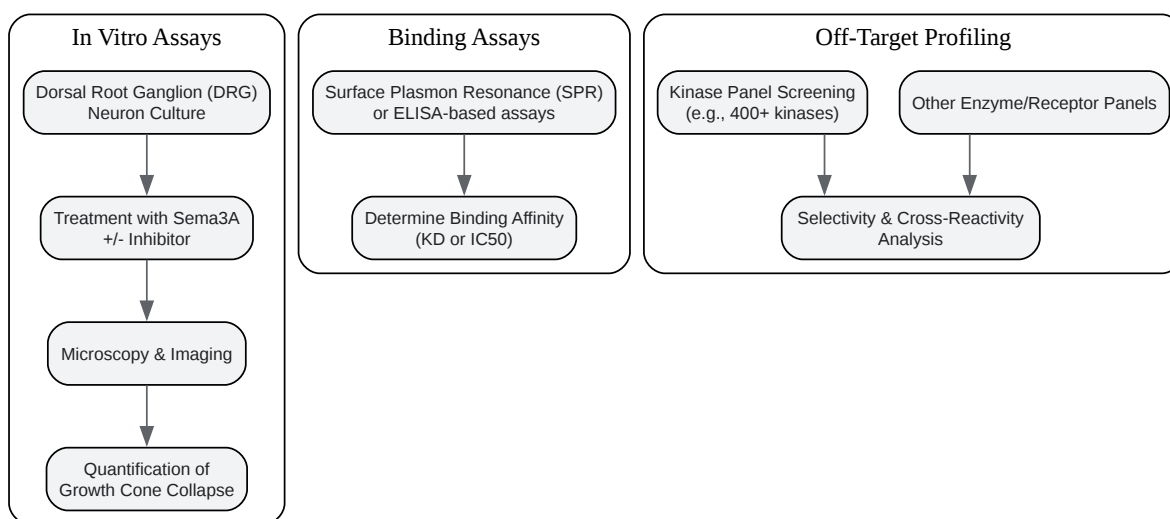 In Vitro Assays
Dorsal Root Ganglion (DRG)
Neuron Culture
Treatment with Sema3A
+/- Inhibitor
Microscopy & Imaging
Quantification of
Growth Cone Collapse
Binding Assays
Surface Plasmon Resonance (SPR)
or ELISA-based assays
Determine Binding Affinity
(KD or IC50)
Off-Target Profiling
Kinase Panel Screening
(e.g., 400+ kinases)
Other Enzyme/Receptor Panels
Selectivity & Cross-Reactivity
Analysis